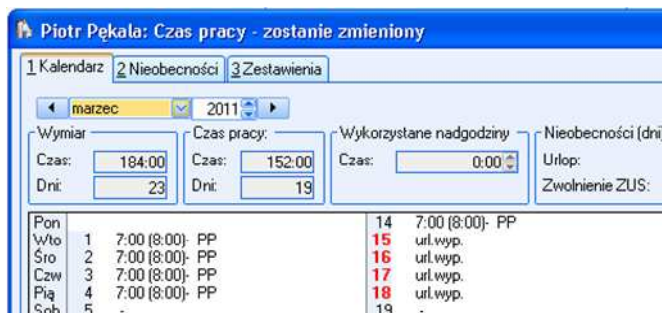 Piotr Pękala: Czas pracy - zostanie zmieniony
1 Kalendarz 2 Nieobecności 3 Zestawienia
marzec 2011
Wymiar Czas pracy: Wykorzystane nadgodziny Nieobecności (dni
Czas: 184:00 Czas: 152:00 Czas: 0:00 Urlop:
Dni: 23 Dni: 19 Zwolnienie ZUS:
Pon 14 7:00 (8:00)- PP
Wto 1 7:00 (8:00)- PP 15 url.wyp.
Śro 2 7:00 (8:00)- PP 16 url.wyp.
Czw 3 7:00 (8:00)- PP 17 url.wyp.
Pią 4 7:00 (8:00)- PP 18 url.wyp.
Sob 5 - 19 -